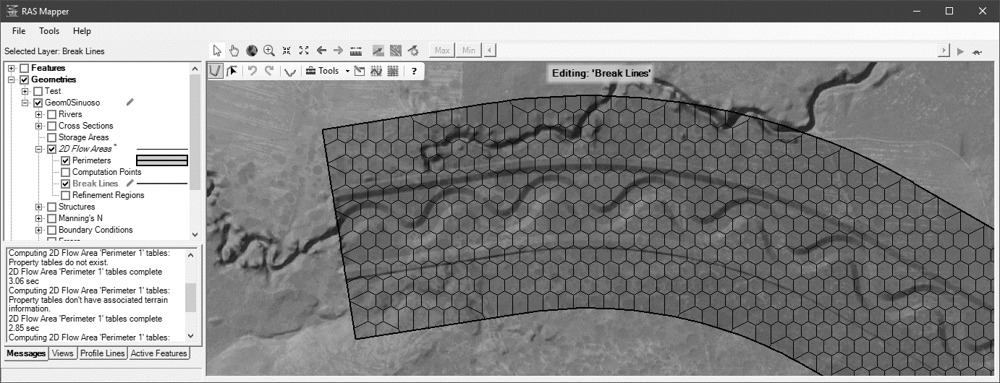 RAS Mapper
File Tools Help
Selected Layer: Break Lines
Max Min
Features
Geometries
Test
Geom0Sinuoso
Rivers
Cross Sections
Storage Areas
2D Flow Areas *
Perimeters
Computation Points
Break Lines
Refinement Regions
Structures
Manning's N
Boundary Conditions
Tools ?
Editing: 'Break Lines'
Computing 2D Flow Area 'Perimeter 1' tables:
Property tables do not exist.
2D Flow Area 'Perimeter 1' tables complete
3.06 sec
Computing 2D Flow Area 'Perimeter 1' tables:
Property tables don't have associated terrain
information.
2D Flow Area 'Perimeter 1' tables complete
2.85 sec
Computing 2D Flow Area 'Perimeter 1' tables:
Messages Views Profile Lines Active Features